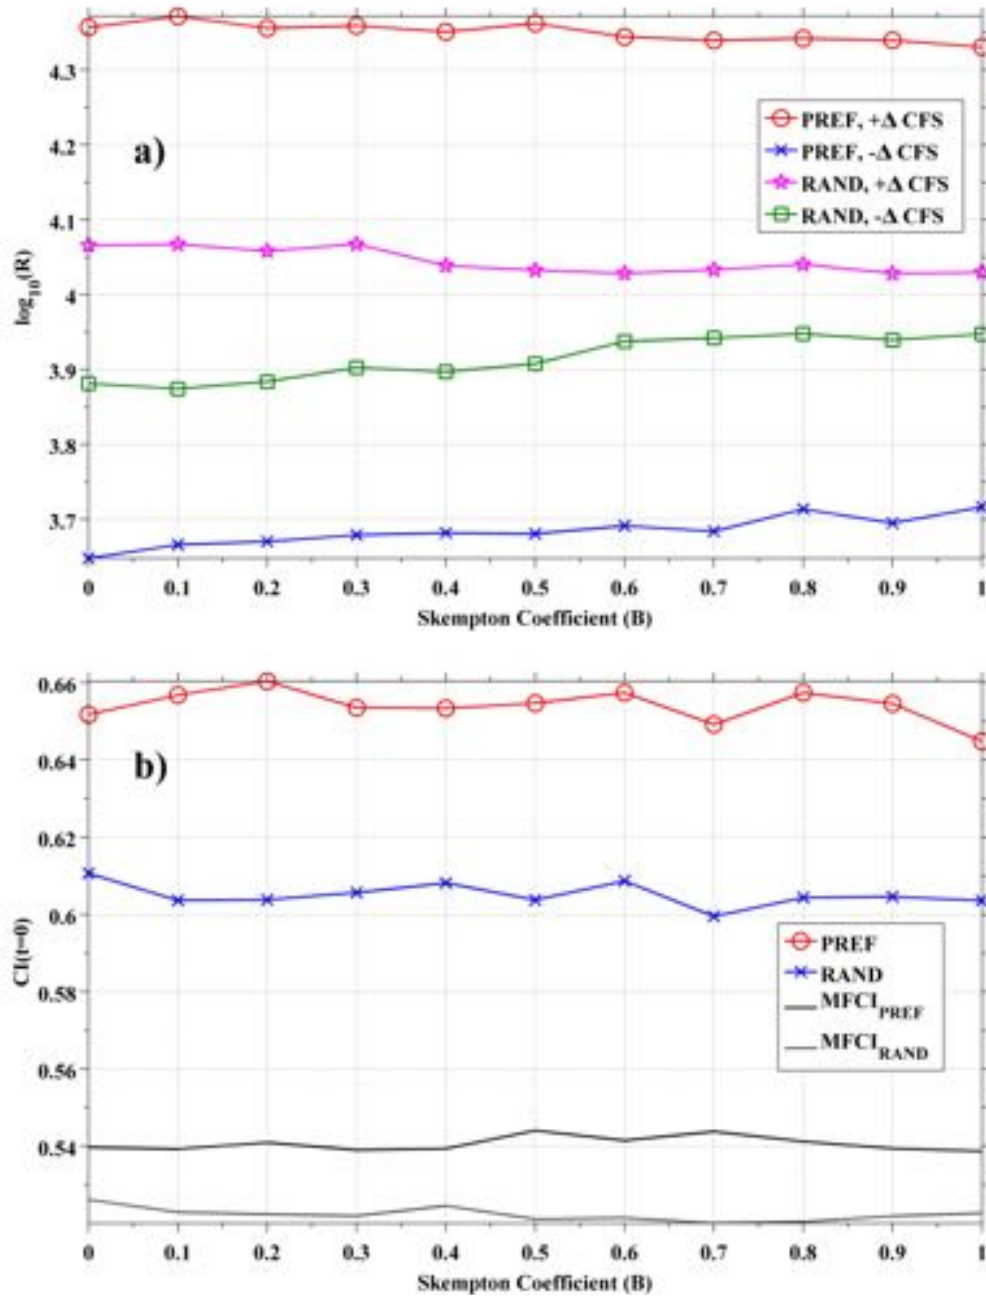 4.3
4.2
4.1
4
3.9
3.8
3.7
log10(R)
a)
PREF, +Δ CFS
PREF, -Δ CFS
RAND, +Δ CFS
RAND, -Δ CFS
0 0.1 0.2 0.3 0.4 0.5 0.6 0.7 0.8 0.9 1
Skempton Coefficient (B)
0.66
0.64
0.62
0.6
0.58
0.56
0.54
CI(t=0)
b)
PREF
RAND
MFCI PREF
MFCI RAND
0 0.1 0.2 0.3 0.4 0.5 0.6 0.7 0.8 0.9 1
Skempton Coefficient (B)